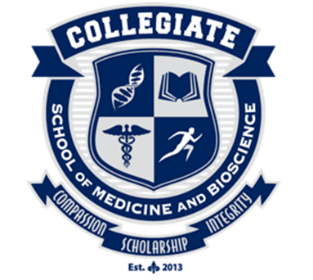 COLLEGIATE
SCHOOL OF MEDICINE AND BIOSCIENCE
COMPASSION
SCHOLARSHIP
INTEGRITY
Est. 2013